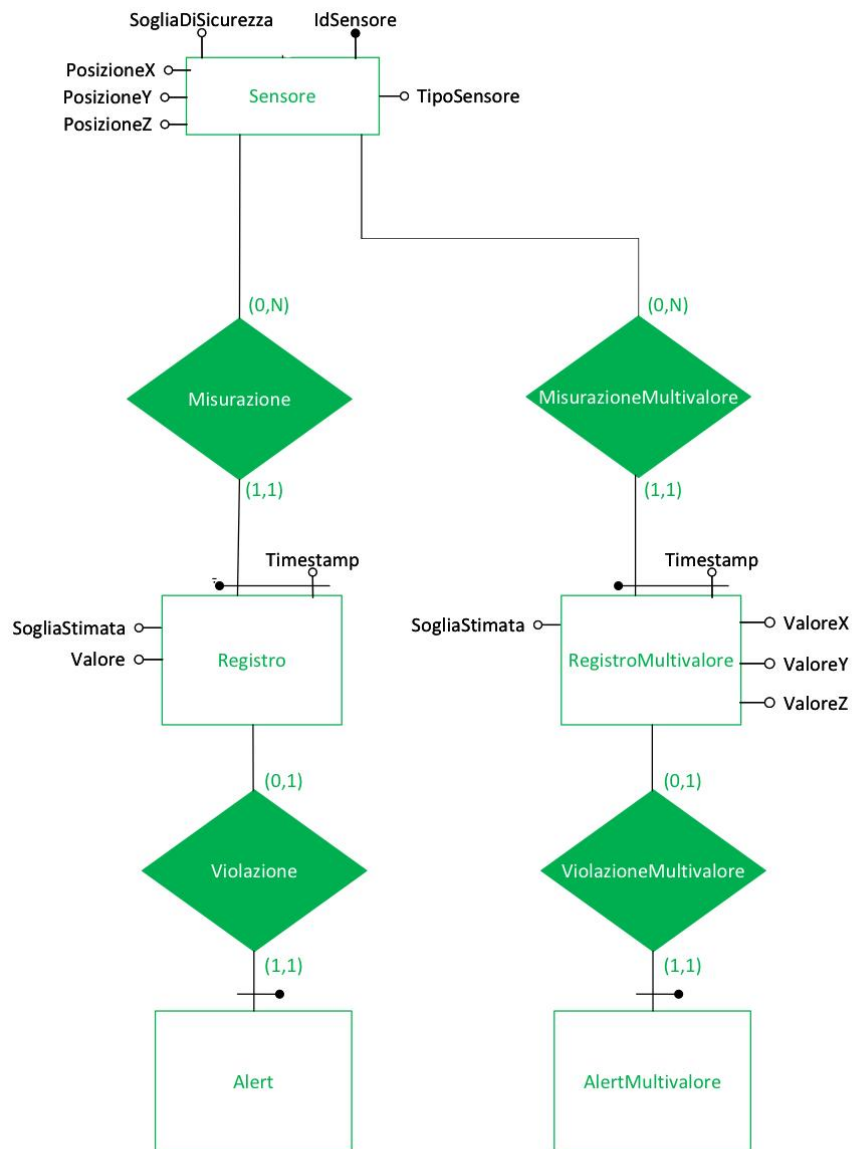 SogliaDiSicurezza
IdSensore
PosizioneX
PosizioneY
PosizioneZ
Sensore
TipoSensore
(0,N)
(0,N)
Misurazione
MisurazioneMultivalore
(1,1)
(1,1)
Timestamp
Timestamp
SogliaStimata
Valore
Registro
SogliaStimata
RegistroMultivalore
ValoreX
ValoreY
ValoreZ
(0,1)
(0,1)
Violazione
ViolazioneMultivalore
(1,1)
(1,1)
Alert
AlertMultivalore